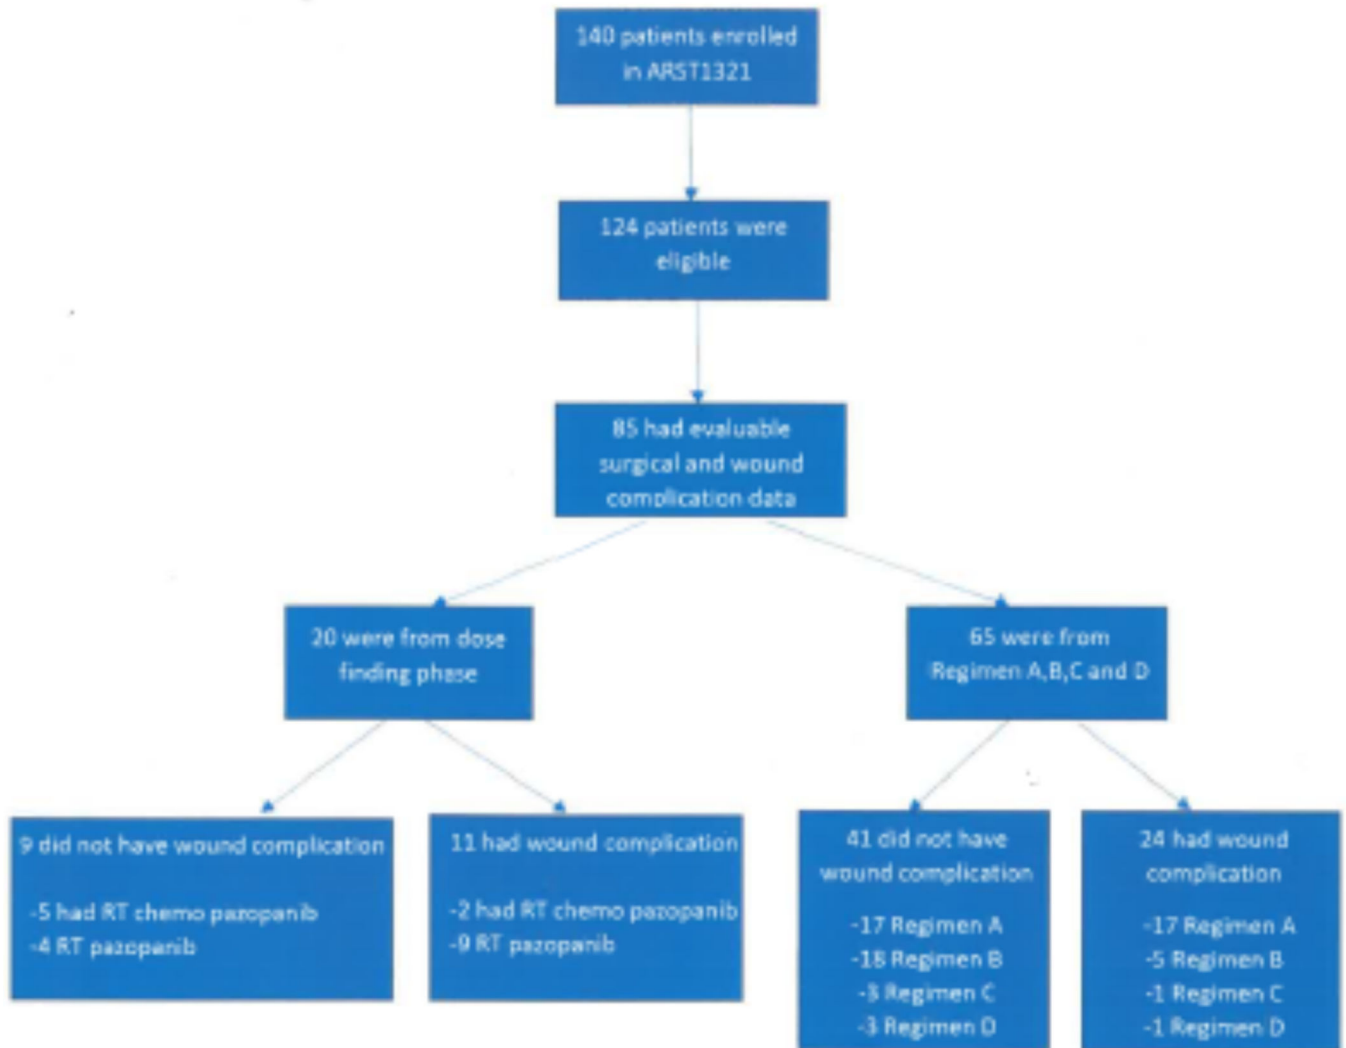 140 patients enrolled
in ARST1321
124 patients were
eligible
85 had evaluable
surgical and wound
complication data
20 were from dose
finding phase
65 were from
Regimen A,B,C and D
9 did not have wound complication
-5 had RT chemo pazopanib
-4 RT pazopanib
11 had wound complication
-2 had RT chemo pazopanib
-9 RT pazopanib
41 did not have
wound complication
-17 Regimen A
-18 Regimen B
-3 Regimen C
-3 Regimen D
24 had wound
complication
-17 Regimen A
-5 Regimen B
-1 Regimen C
-1 Regimen D